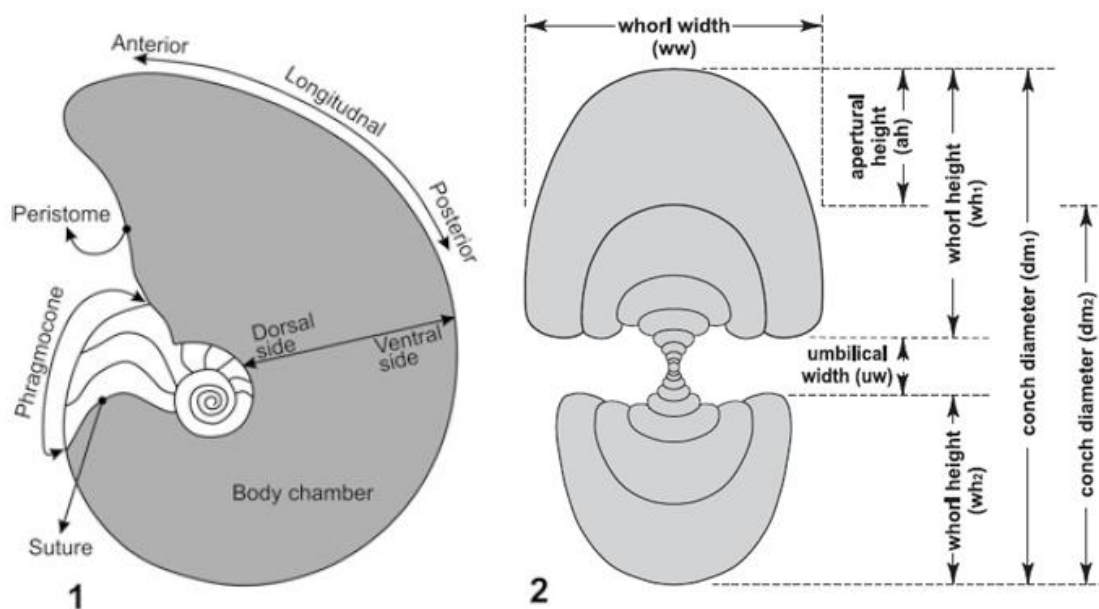 Anterior
Longitudnal
Posterior
Peristome
Phragmocone
Dorsal
side
Ventral
side
Body chamber
Suture
1
whorl width
(ww)
apertural
height
(ah)
whorl height
(wh1)
conch diameter (dm1)
conch diameter (dm2)
umbilical
width (uw)
whorl height
(wh2)
2